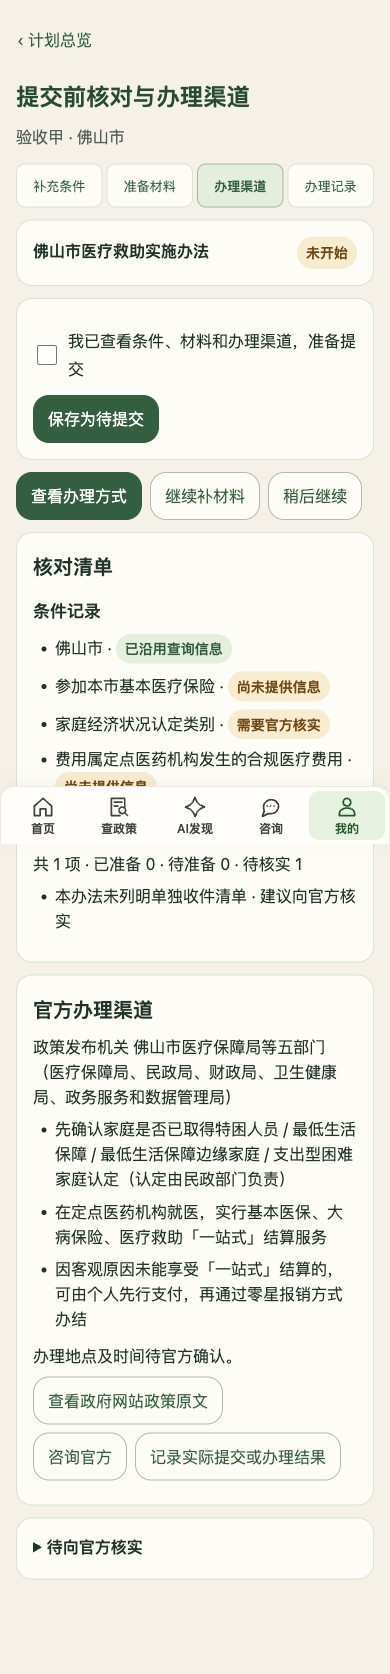 ‹ 计划总览
提交前核对与办理渠道
验收甲 · 佛山市
补充条件
准备材料
办理渠道
办理记录
佛山市医疗救助实施办法
未开始
我已查看条件、材料和办理渠道，准备提
交
保存为待提交
查看办理方式
继续补材料
稍后继续
核对清单
条件记录
• 佛山市 · 已沿用查询信息
• 参加本市基本医疗保险 · 尚未提供信息
• 家庭经济状况认定类别 · 需要官方核实
• 费用属定点医药机构发生的合规医疗费用 ·
尚未提供信息
首页
查政策
AI发现
咨询
我的
共 1 项 · 已准备 0 · 待准备 0 · 待核实 1
• 本办法未列明单独收件清单 · 建议向官方核
实
官方办理渠道
政策发布机关 佛山市医疗保障局等五部门
（医疗保障局、民政局、财政局、卫生健康
局、政务服务和数据管理局）
• 先确认家庭是否已取得特困人员 / 最低生活
保障 / 最低生活保障边缘家庭 / 支出型困难
家庭认定（认定由民政部门负责）
• 在定点医药机构就医，实行基本医保、大
病保险、医疗救助「一站式」结算服务
• 因客观原因未能享受「一站式」结算的，
可由个人先行支付，再通过零星报销方式
办结
办理地点及时间待官方确认。
查看政府网站政策原文
咨询官方
记录实际提交或办理结果
▶ 待向官方核实